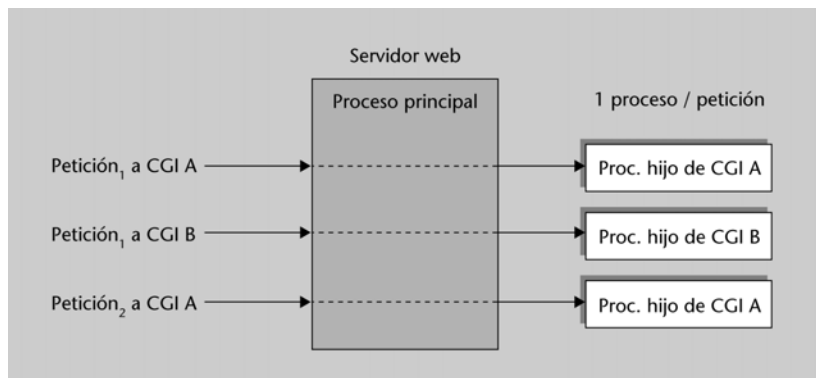 Servidor web
Proceso principal
1 proceso / petición
Petición₁ a CGI A
Proc. hijo de CGI A
Petición₁ a CGI B
Proc. hijo de CGI B
Petición₂ a CGI A
Proc. hijo de CGI A